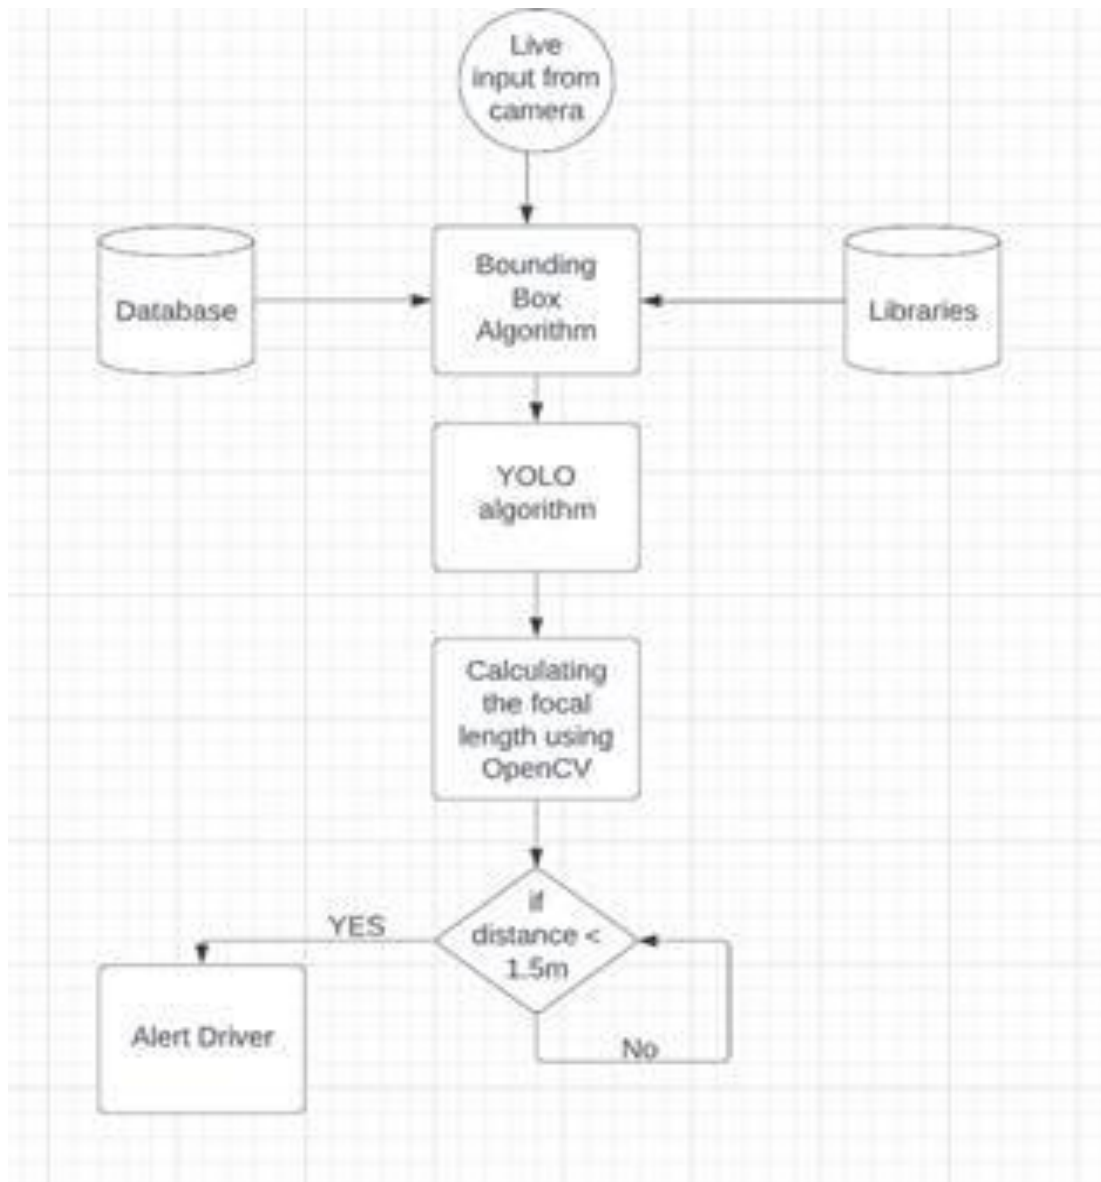 Live
input from
camera
Database
Bounding
Box
Algorithm
Libraries
YOLO
algorithm
Calculating
the focal
length using
OpenCV
if
distance <
1.5m
YES
Alert Driver
No